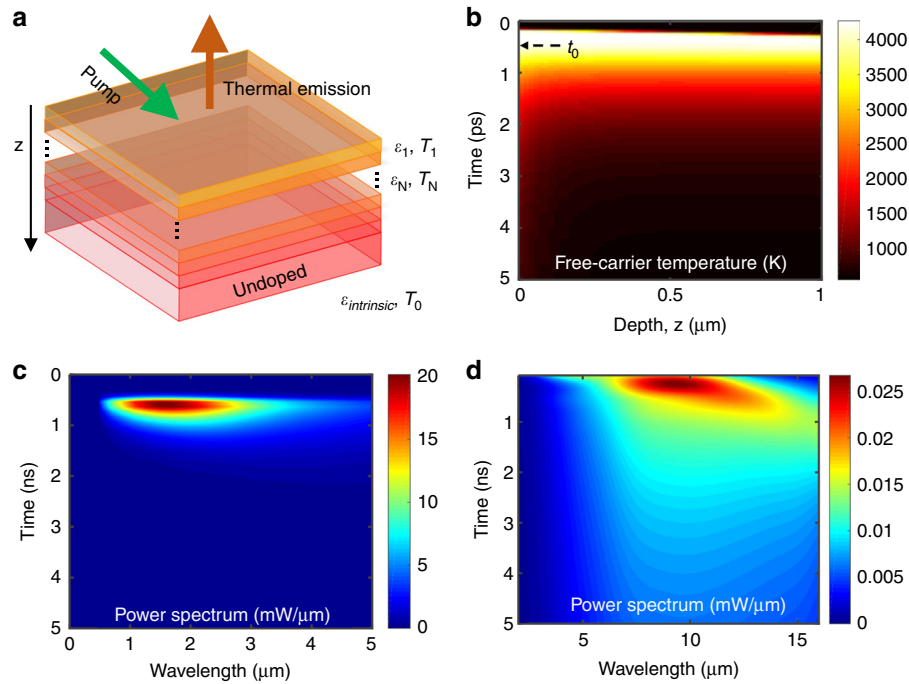 a
Pump
Thermal emission
z
ε1, T1
εN, TN
Undoped
εintrinsic, T0
b
0
1
2
3
4
5
Time (ps)
t0
Free-carrier temperature (K)
0
0.5
1
Depth, z (μm)
4000
3500
3000
2500
2000
1500
1000
c
0
1
2
3
4
5
Time (ns)
Power spectrum (mW/μm)
0
1
2
3
4
5
Wavelength (μm)
20
15
10
5
0
d
0
1
2
3
4
5
Time (ns)
Power spectrum (mW/μm)
5
10
15
Wavelength (μm)
0.025
0.02
0.015
0.01
0.005
0